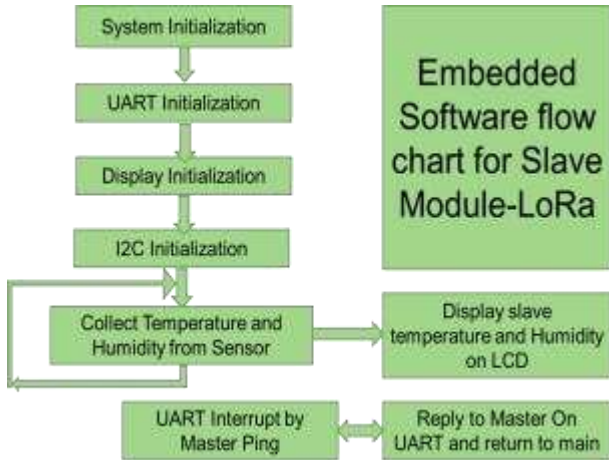 System Initialization
UART Initialization
Display Initialization
I2C Initialization
Collect Temperature and
Humidity from Sensor
Embedded
Software flow
chart for Slave
Module-LoRa
Display slave
temperature and Humidity
on LCD
UART Interrupt by
Master Ping
Reply to Master On
UART and return to main